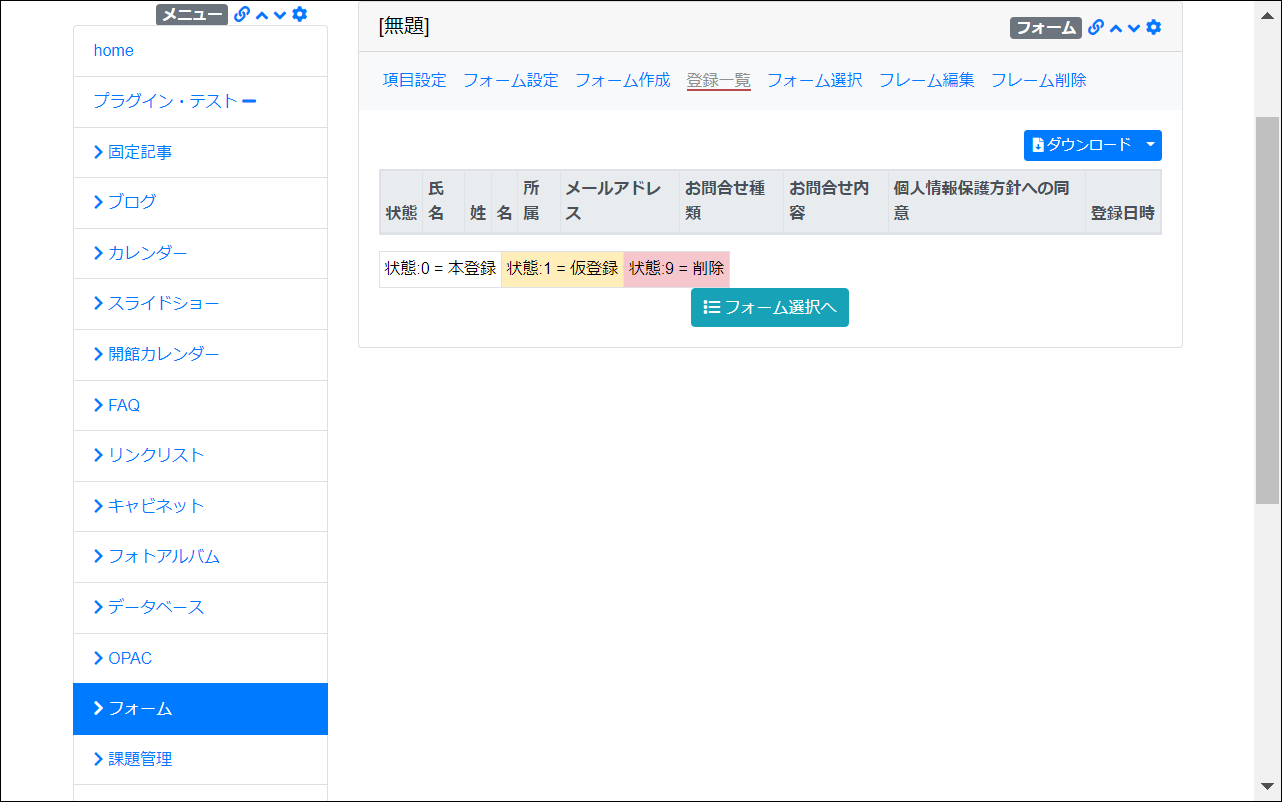 メニュー
home
プラグイン・テスト
固定記事
ブログ
カレンダー
スライドショー
開館カレンダー
FAQ
リンクリスト
キャビネット
フォトアルバム
データベース
OPAC
フォーム
課題管理
[無題]
フォーム
項目設定 フォーム設定 フォーム作成 登録一覧 フォーム選択 フレーム編集 フレーム削除
ダウンロード
状態 氏名 姓 名 所属 メールアドレス お問合せ種類 お問合せ内容 個人情報保護方針への同意 登録日時
状態:0 = 本登録 状態:1 = 仮登録 状態:9 = 削除
フォーム選択へ